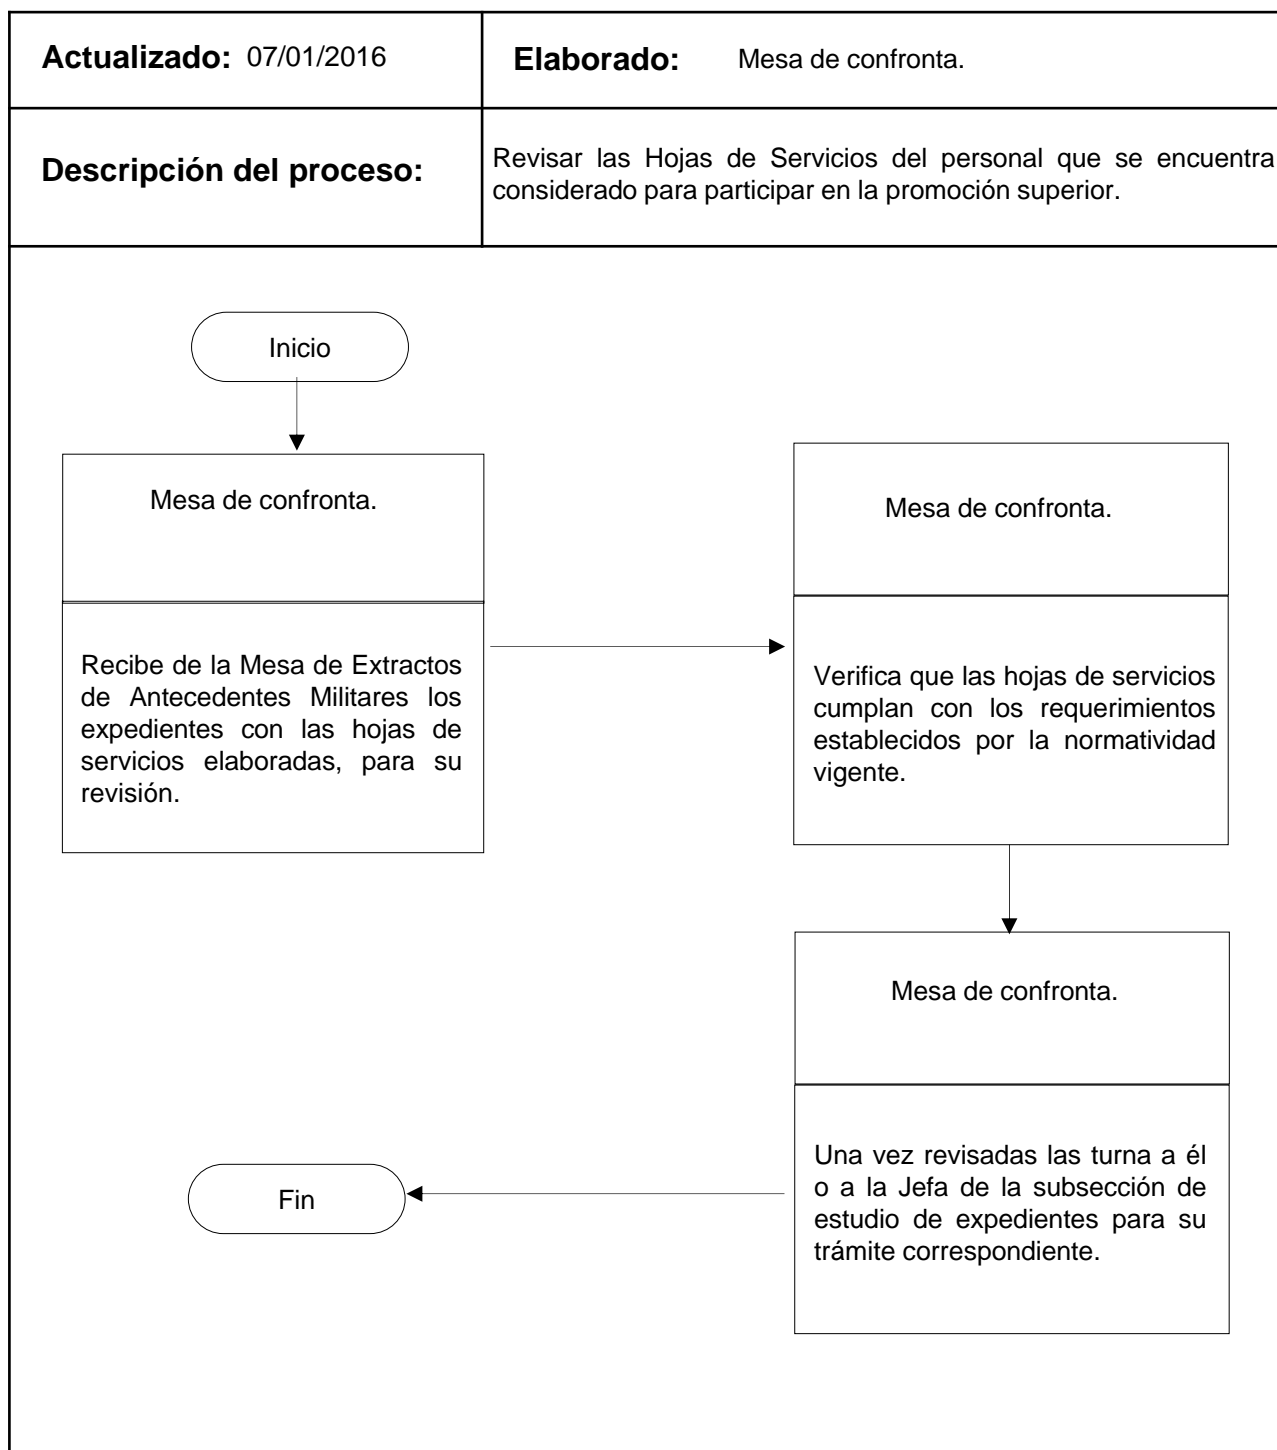 Actualizado: 07/01/2016
Elaborado: Mesa de confronta.
Descripción del proceso:
Revisar las Hojas de Servicios del personal que se encuentra
considerado para participar en la promoción superior.
Inicio
Mesa de confronta.
Recibe de la Mesa de Extractos
de Antecedentes Militares los
expedientes con las hojas de
servicios elaboradas, para su
revisión.
Mesa de confronta.
Verifica que las hojas de servicios
cumplan con los requerimientos
establecidos por la normatividad
vigente.
Mesa de confronta.
Una vez revisadas las turna a él
o a la Jefa de la subsección de
estudio de expedientes para su
trámite correspondiente.
Fin